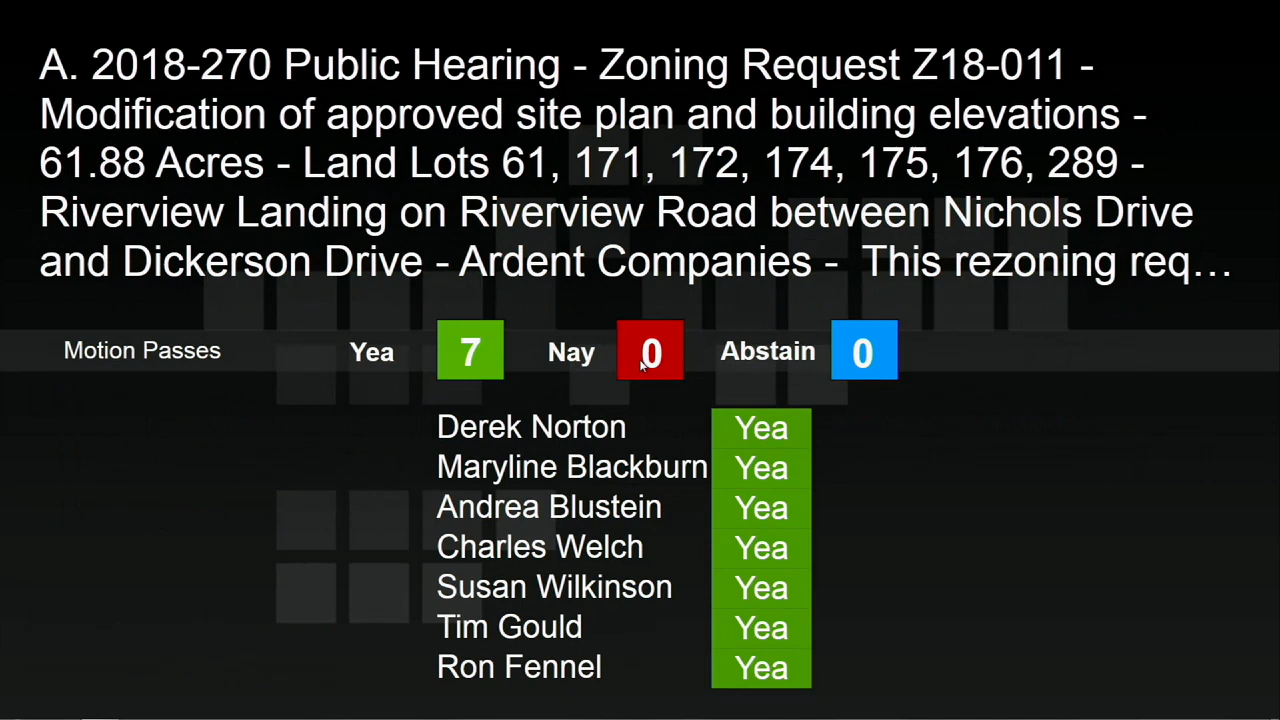 A. 2018-270 Public Hearing - Zoning Request Z18-011 -
Modification of approved site plan and building elevations -
61.88 Acres - Land Lots 61, 171, 172, 174, 175, 176, 289 -
Riverview Landing on Riverview Road between Nichols Drive
and Dickerson Drive - Ardent Companies - This rezoning req…
Motion Passes Yea 7 Nay 0 Abstain 0
Derek Norton Yea
Maryline Blackburn Yea
Andrea Blustein Yea
Charles Welch Yea
Susan Wilkinson Yea
Tim Gould Yea
Ron Fennel Yea